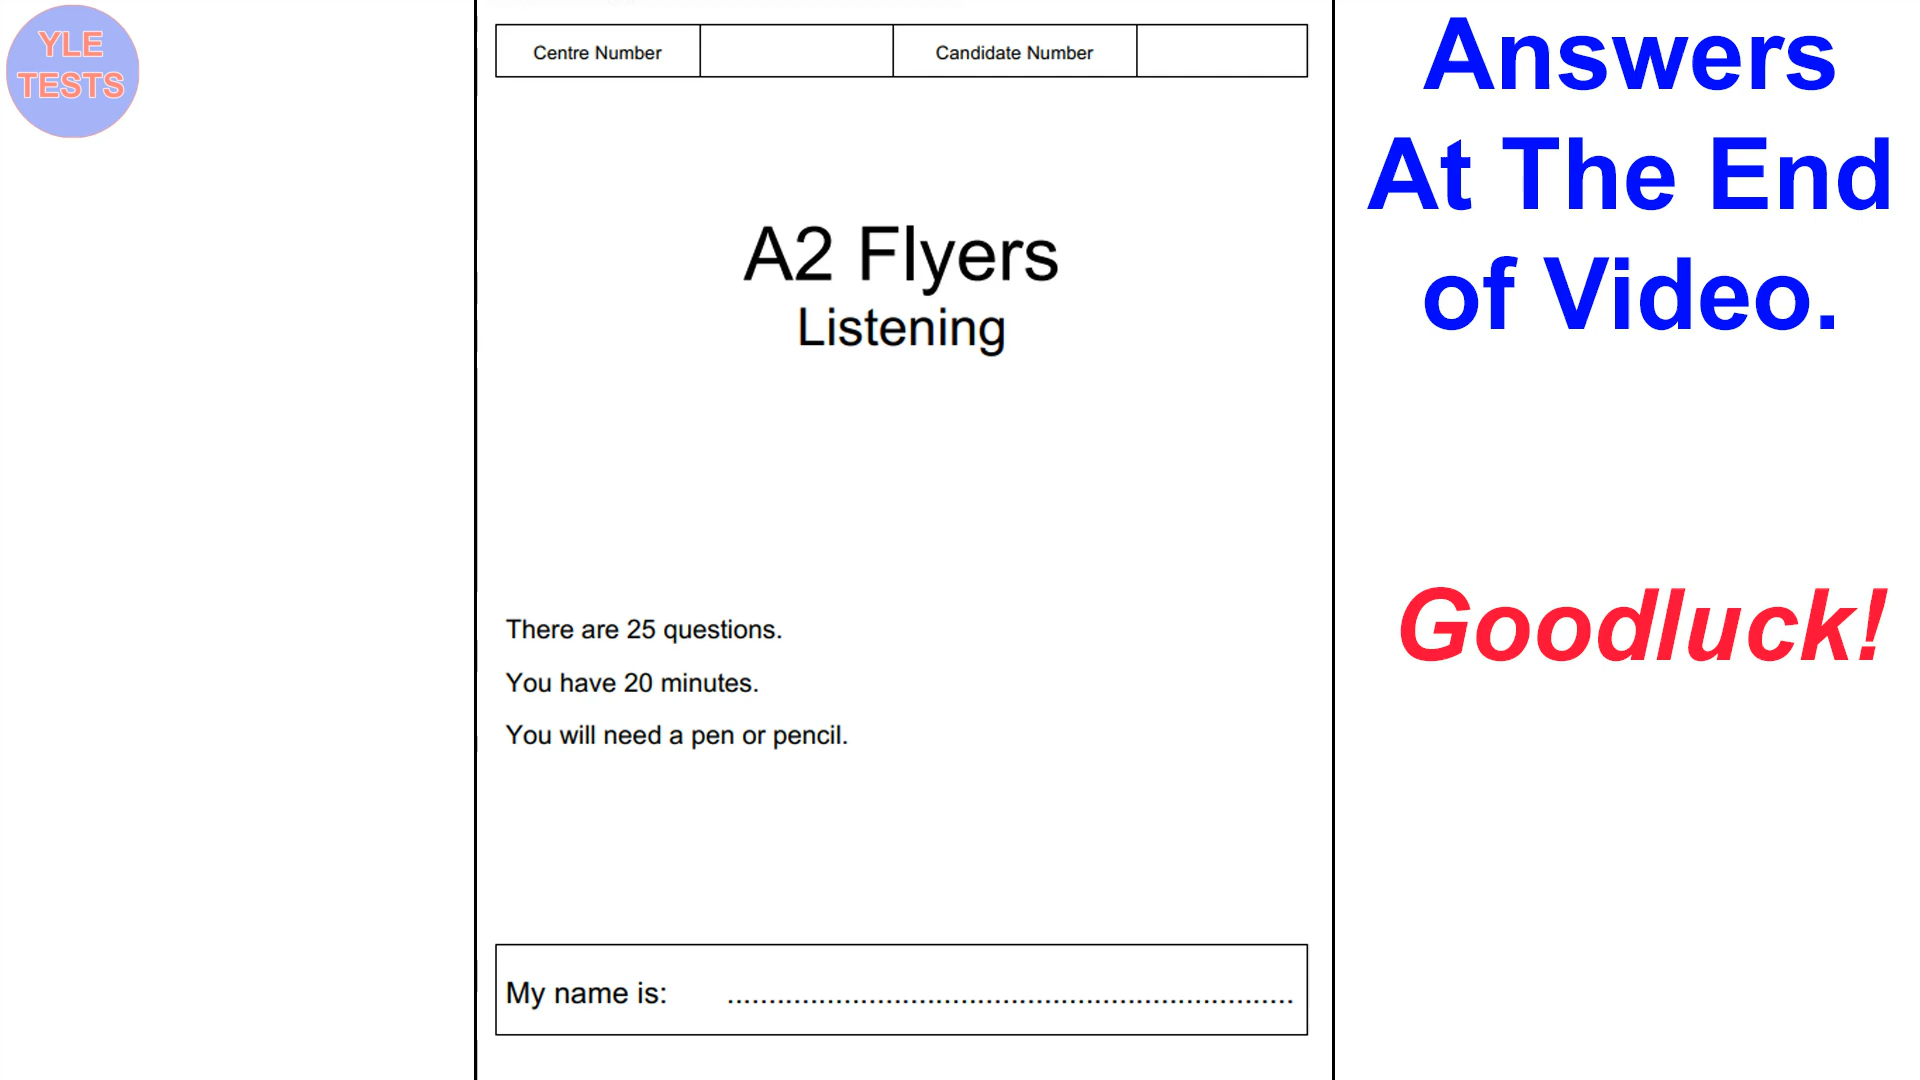 YLE
TESTS
Centre Number
Candidate Number
A2 Flyers
Listening
There are 25 questions.
You have 20 minutes.
You will need a pen or pencil.
My name is: ....................................................................
Answers
At The End
of Video.
Goodluck!